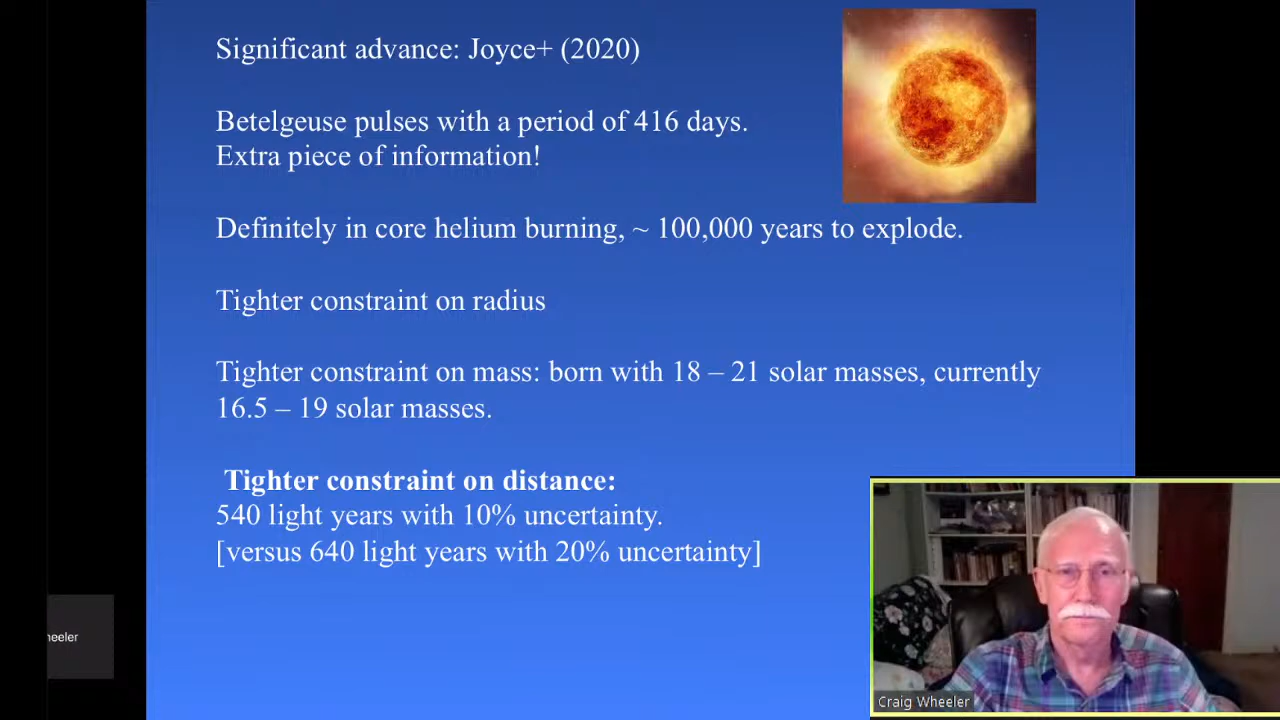 Significant advance: Joyce+ (2020)
Betelgeuse pulses with a period of 416 days.
Extra piece of information!
Definitely in core helium burning, ~ 100,000 years to explode.
Tighter constraint on radius
Tighter constraint on mass: born with 18 – 21 solar masses, currently
16.5 – 19 solar masses.
Tighter constraint on distance:
540 light years with 10% uncertainty.
[versus 640 light years with 20% uncertainty]
heeler
Craig Wheeler